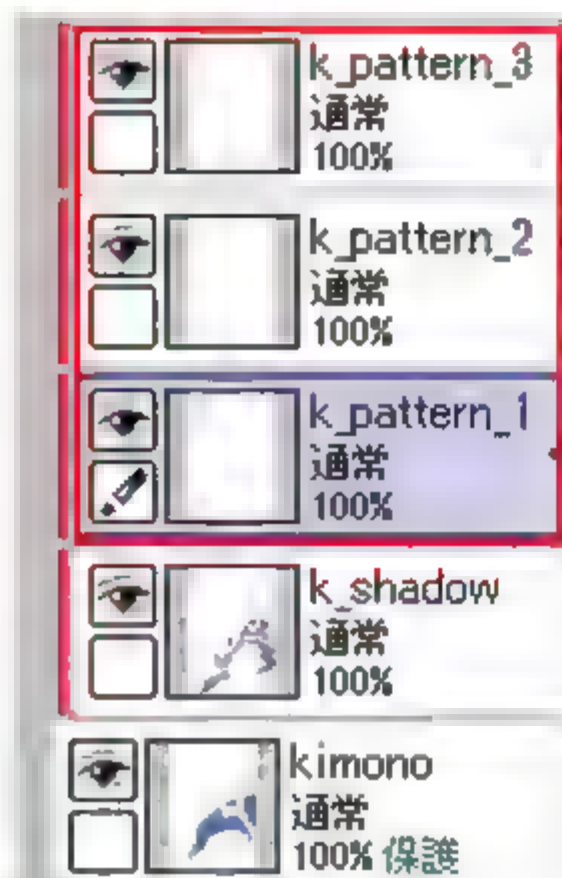 k_pattern_3
通常
100%
k_pattern_2
通常
100%
k_pattern_1
通常
100%
k_shadow
通常
100%
kimono
通常
100% 保護